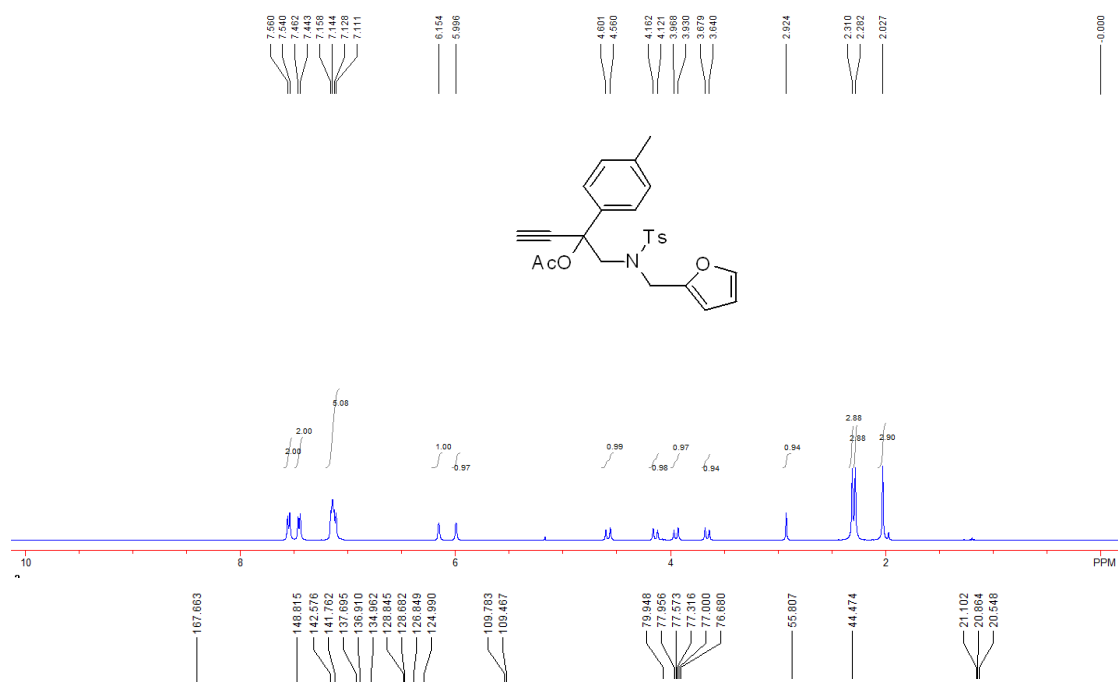 7.560 7.540 7.462 7.443 7.158 7.144 7.128 7.111 6.154 5.996 4.601 4.560 4.162 4.121 3.968 3.930 3.679 3.640 2.924 2.310 2.282 2.027 -0.000
Ts
O
AcO
N
2.00 2.00 5.08 1.00 0.97 0.99 0.98 0.97 0.94 0.94 2.88 2.88 2.90
10 8 6 4 2 PPM
167.663 148.815 142.576 141.762 137.695 136.910 134.962 128.845 128.682 126.849 124.990 109.783 109.467 79.948 77.956 77.573 77.316 77.000 76.680 55.807 44.474 21.102 20.864 20.548